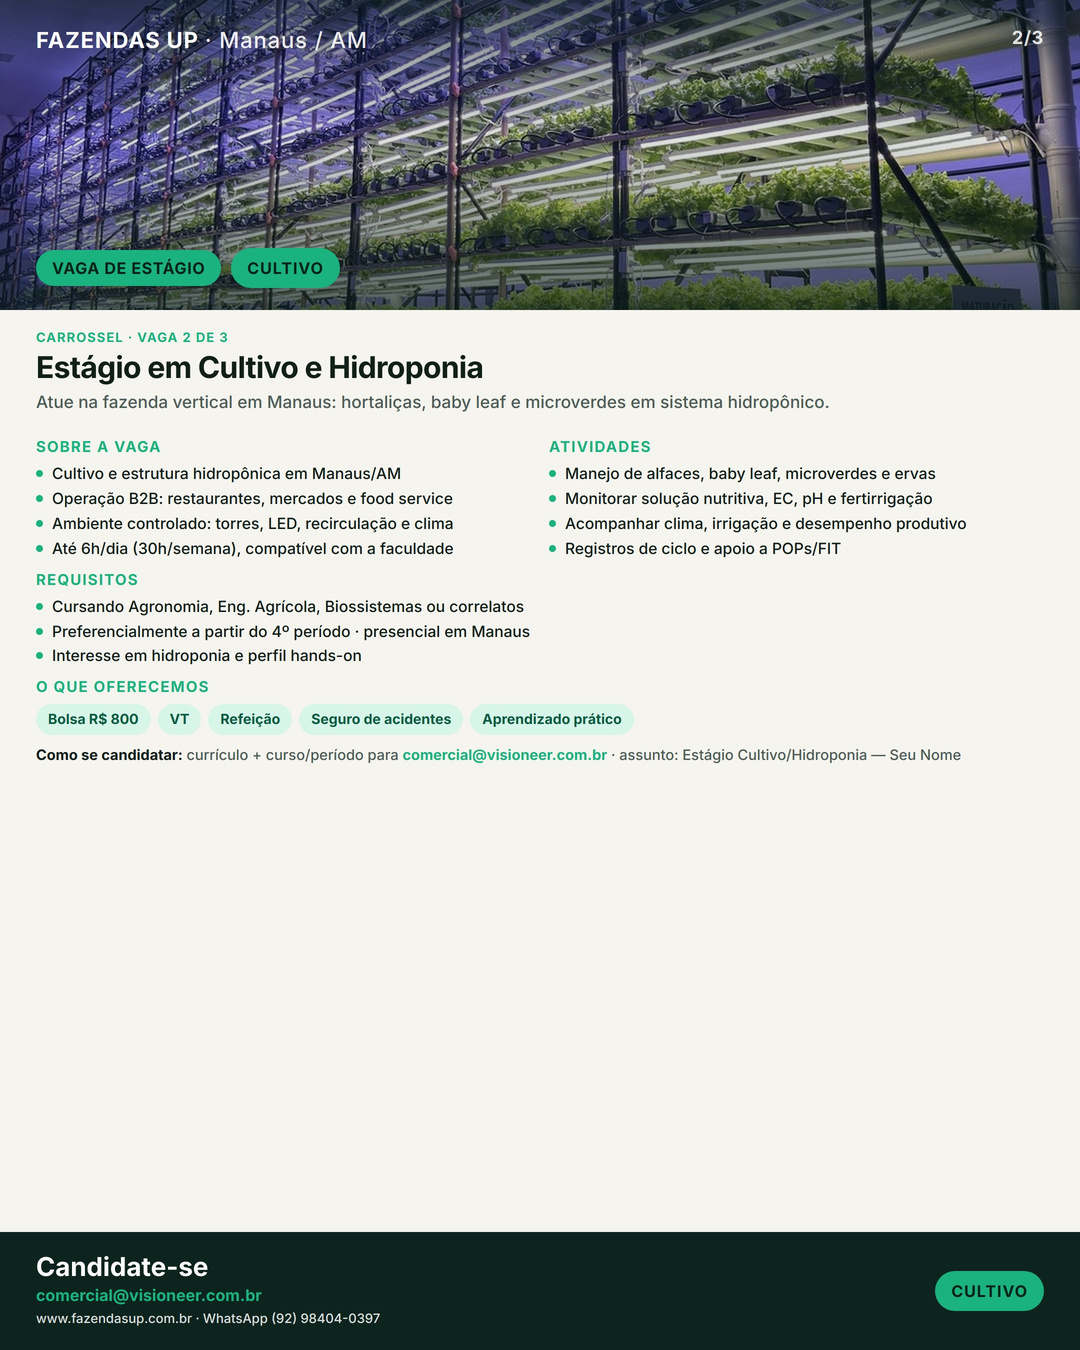 FAZENDAS UP · Manaus / AM
2/3
MATURAÇÃO
VAGA DE ESTÁGIO
CULTIVO
CARROSSEL · VAGA 2 DE 3
Estágio em Cultivo e Hidroponia
Atue na fazenda vertical em Manaus: hortaliças, baby leaf e microverdes em sistema hidropônico.
SOBRE A VAGA
Cultivo e estrutura hidropônica em Manaus/AM
Operação B2B: restaurantes, mercados e food service
Ambiente controlado: torres, LED, recirculação e clima
Até 6h/dia (30h/semana), compatível com a faculdade
ATIVIDADES
Manejo de alfaces, baby leaf, microverdes e ervas
Monitorar solução nutritiva, EC, pH e fertirrigação
Acompanhar clima, irrigação e desempenho produtivo
Registros de ciclo e apoio a POPs/FIT
REQUISITOS
Cursando Agronomia, Eng. Agrícola, Biossistemas ou correlatos
Preferencialmente a partir do 4º período · presencial em Manaus
Interesse em hidroponia e perfil hands-on
O QUE OFERECEMOS
Bolsa R$ 800
VT
Refeição
Seguro de acidentes
Aprendizado prático
Como se candidatar: currículo + curso/período para comercial@visioneer.com.br · assunto: Estágio Cultivo/Hidroponia — Seu Nome
Candidate-se
comercial@visioneer.com.br
www.fazendasup.com.br · WhatsApp (92) 98404-0397
CULTIVO